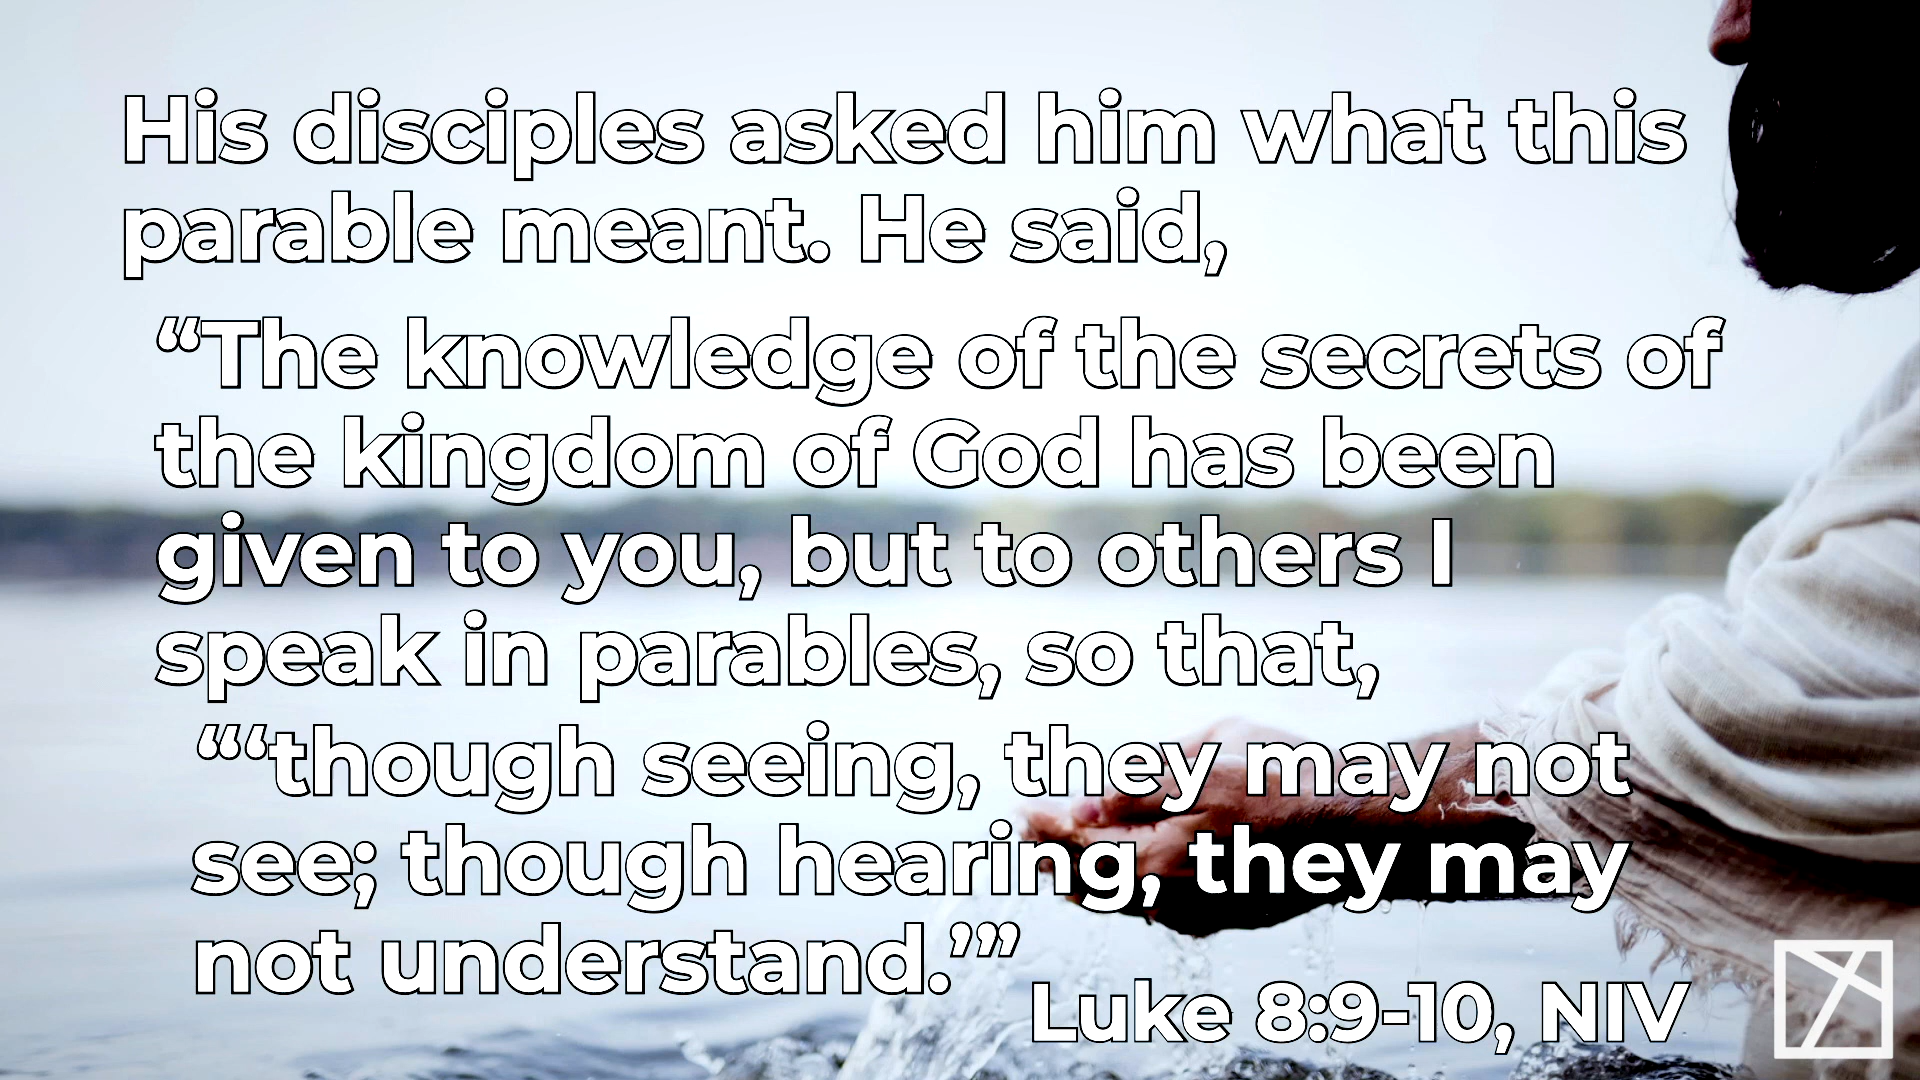 His disciples asked him what this
parable meant. He said,
“The knowledge of the secrets of
the kingdom of God has been
given to you, but to others I
speak in parables, so that,
“‘though seeing, they may not
see; though hearing, they may
not understand.’”
Luke 8:9-10, NIV